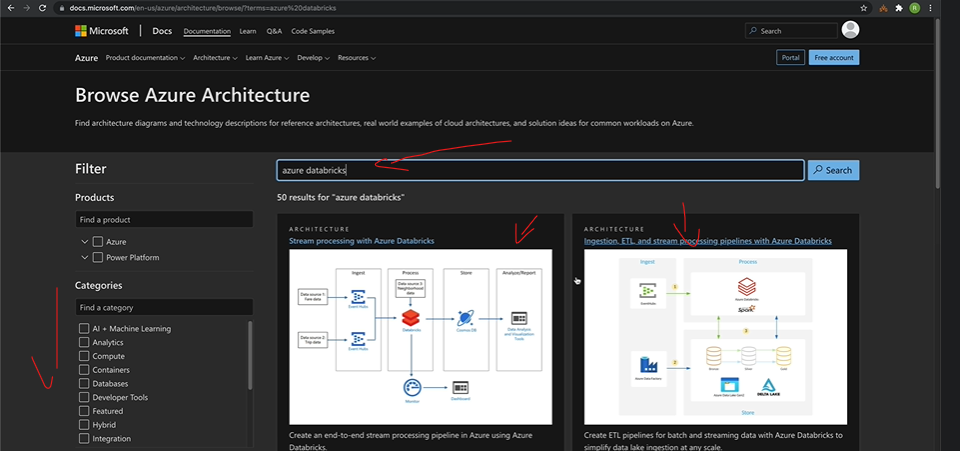 docs.microsoft.com/en-us/azure/architecture/browse/?terms=azure%20databricks
R
Microsoft
Docs
Documentation
Learn
Q&A
Code Samples
Search
Azure
Product documentation
Architecture
Learn Azure
Develop
Resources
Portal
Free account
Browse Azure Architecture
Find architecture diagrams and technology descriptions for reference architectures, real world examples of cloud architectures, and solution ideas for common workloads on Azure.
Filter
Products
Find a product
Azure
Power Platform
Categories
Find a category
AI + Machine Learning
Analytics
Compute
Containers
Databases
Developer Tools
Featured
Hybrid
Integration
azure databricks
Search
50 results for "azure databricks"
ARCHITECTURE
Stream processing with Azure Databricks
Ingest
Process
Store
Analyze/Report
Data source 1:
Fare data
Data source 2:
Trip data
Event Hubs
Event Hubs
Data source 3:
Neighborhood
data
Databricks
Cosmos DB
Data Analysis
and Visualization
Tools
Monitor
Dashboard
Create an end-to-end stream processing pipeline in Azure using Azure
Databricks.
ARCHITECTURE
Ingestion, ETL, and stream processing pipelines with Azure Databricks
Ingest
Process
Event Hubs
1
Azure Databricks
Spark
3
Azure Data Factory
2
Bronze
Silver
Gold
Azure Data Lake Gen2
DELTA LAKE
Store
Create ETL pipelines for batch and streaming data with Azure Databricks to
simplify data lake ingestion at any scale.